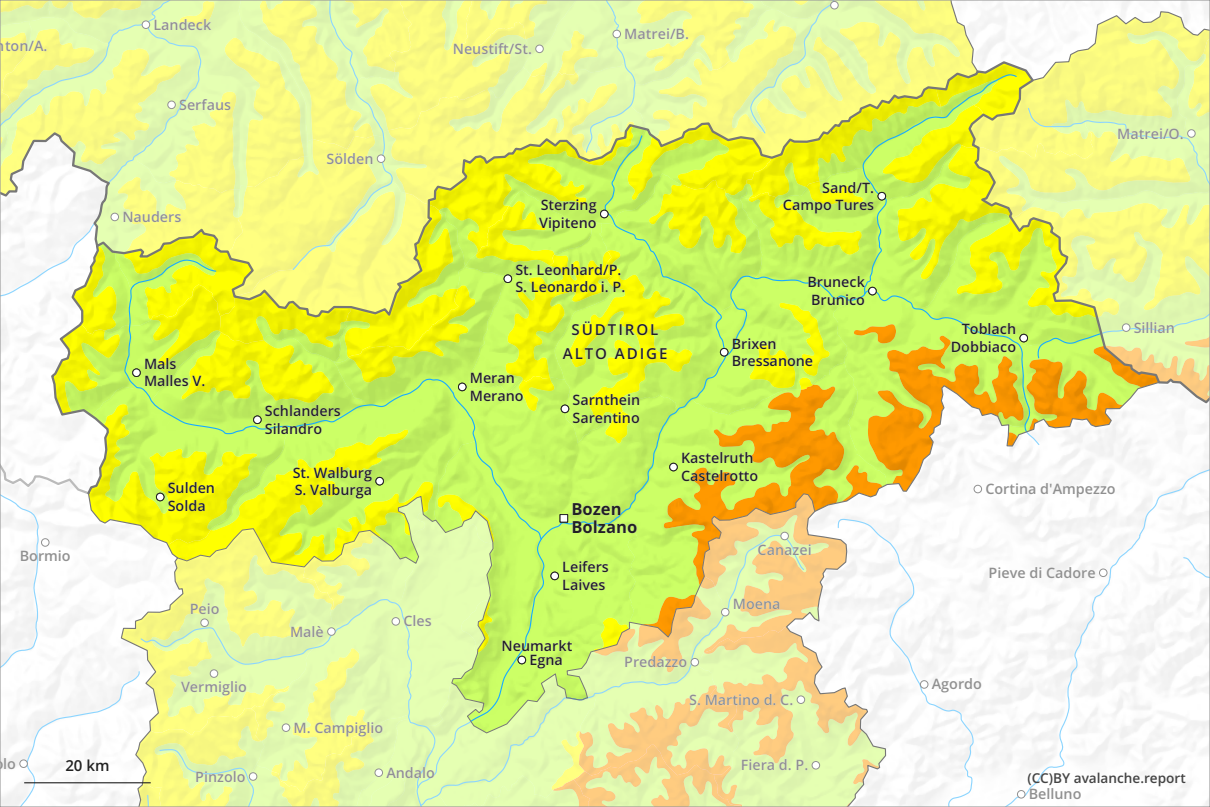 Landeck
Matrei/B.
Neustift/St.
nton/A.
Serfaus
Matrei/O.
Sölden
Sand/T.
Campo Tures
Sterzing
Vipiteno
Nauders
St. Leonhard/P.
S. Leonardo i. P.
Bruneck
Brunico
SÜDTIROL
ALTO ADIGE
Toblach
Dobbiaco
Sillian
Brixen
Bressanone
Mals
Malles V.
Meran
Merano
Sarnthein
Sarentino
Schlanders
Silandro
Kastelruth
Castelrotto
St. Walburg
S. Valburga
Sulden
Solda
Cortina d'Ampezzo
Bozen
Bolzano
Bormio
Canazei
Leifers
Laives
Pieve di Cadore
Peio
Moena
Cles
Malè
Neumarkt
Egna
Predazzo
Vermiglio
Agordo
S. Martino d. C.
M. Campiglio
olo
20 km
Pinzolo
Andalo
Fiera d. P.
(CC)BY avalanche.report
Belluno